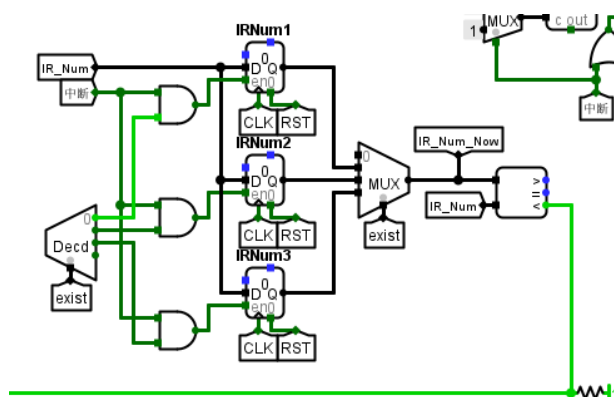 MUX
c out
1
IRNum1
IR_Num
0
D Q
en0
中断
中断
CLK RST
IR_Num_Now
IRNum2
0
0
D Q
en0
MUX
>
=
<
IR_Num
0
Decd
CLK RST
exist
IRNum3
0
D Q
en0
exist
CLK RST